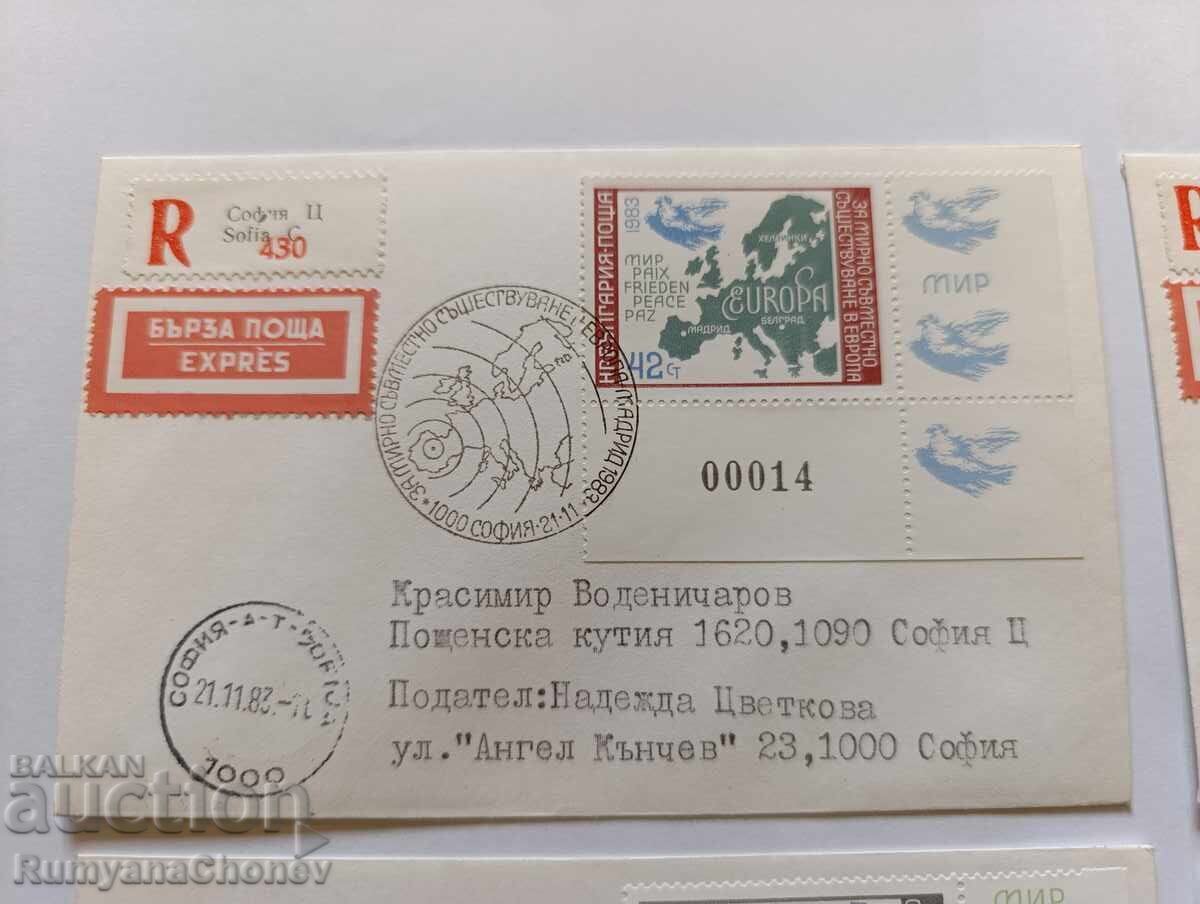 R
София Ц
Sofia C
430
БЪРЗА ПОЩА
EXPRÈS
НР БЪЛГАРИЯ·ПОЩА
1983
МИР
PAIX
FRIEDEN
PEACE
PAZ
42 СТ
ХЕЛЗИНКИ
EUROPA
МАДРИД
БЕЛГРАД
ЗА МИРНО СЪВМЕСТНО
СЪЩЕСТВУВАНЕ В ЕВРОПА
МИР
00014
ЗА МИРНО СЪВМЕСТНО СЪЩЕСТВУВАНЕ МАДРИД 1983
* 1000 СОФИЯ·21·11·
Красимир Воденичаров
Пощенска кутия 1620,1090 София Ц
Подател:Надежда Цветкова
ул."Ангел Кънчев" 23,1000 София
СОФИЯ
21.11.83
1000
BALKAN
auction
RumyanaChonev
R
МИР